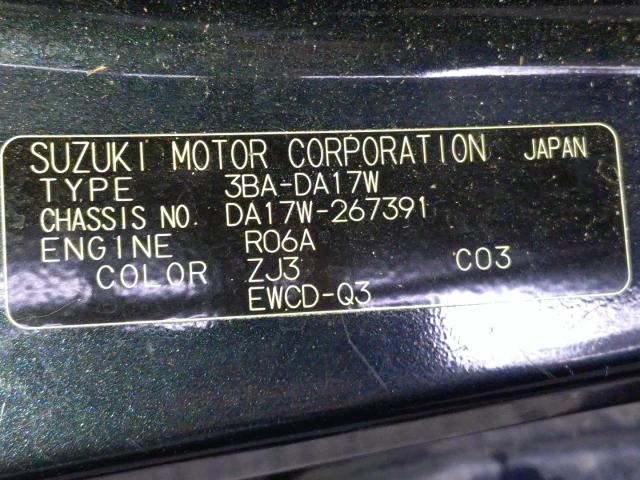 SUZUKI MOTOR CORPORATION JAPAN
TYPE 3BA-DA17W
CHASSIS NO. DA17W-267391
ENGINE R06A
COLOR ZJ3 C03
EWCD-Q3